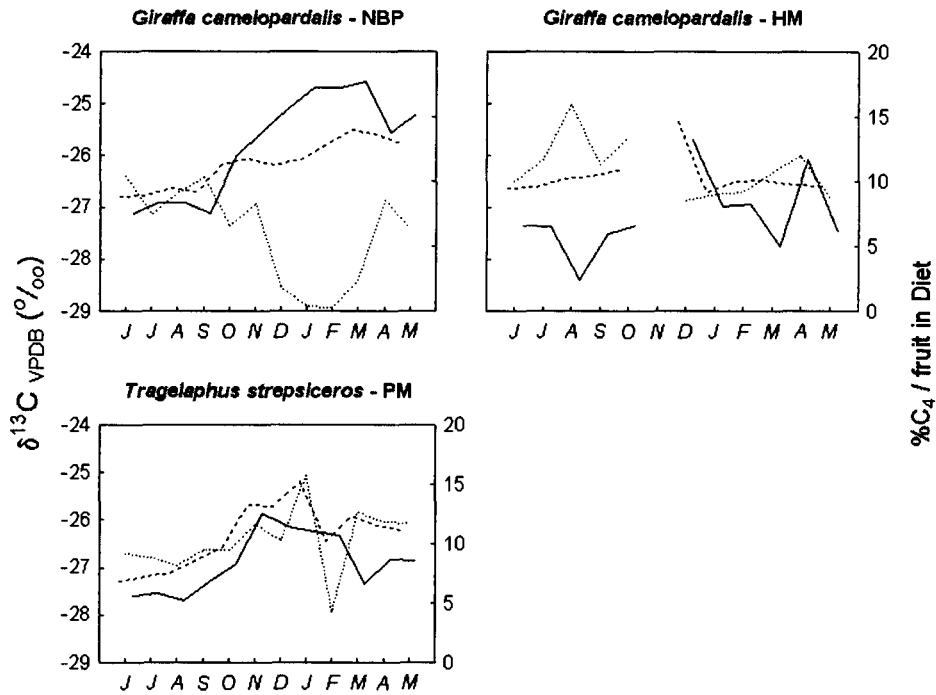 Giraffa camelopardalis - NBP
Giraffa camelopardalis - HM
-24
-25
-26
-27
-28
-29
J J A S O N D J F M A M
20
15
10
5
0
J J A S O N D J F M A M
Tragelaphus strepsiceros - PM
-24
-25
-26
-27
-28
-29
20
15
10
5
0
J J A S O N D J F M A M
δ¹³C VPDB (º/oo)
%C₄ / fruit in Diet